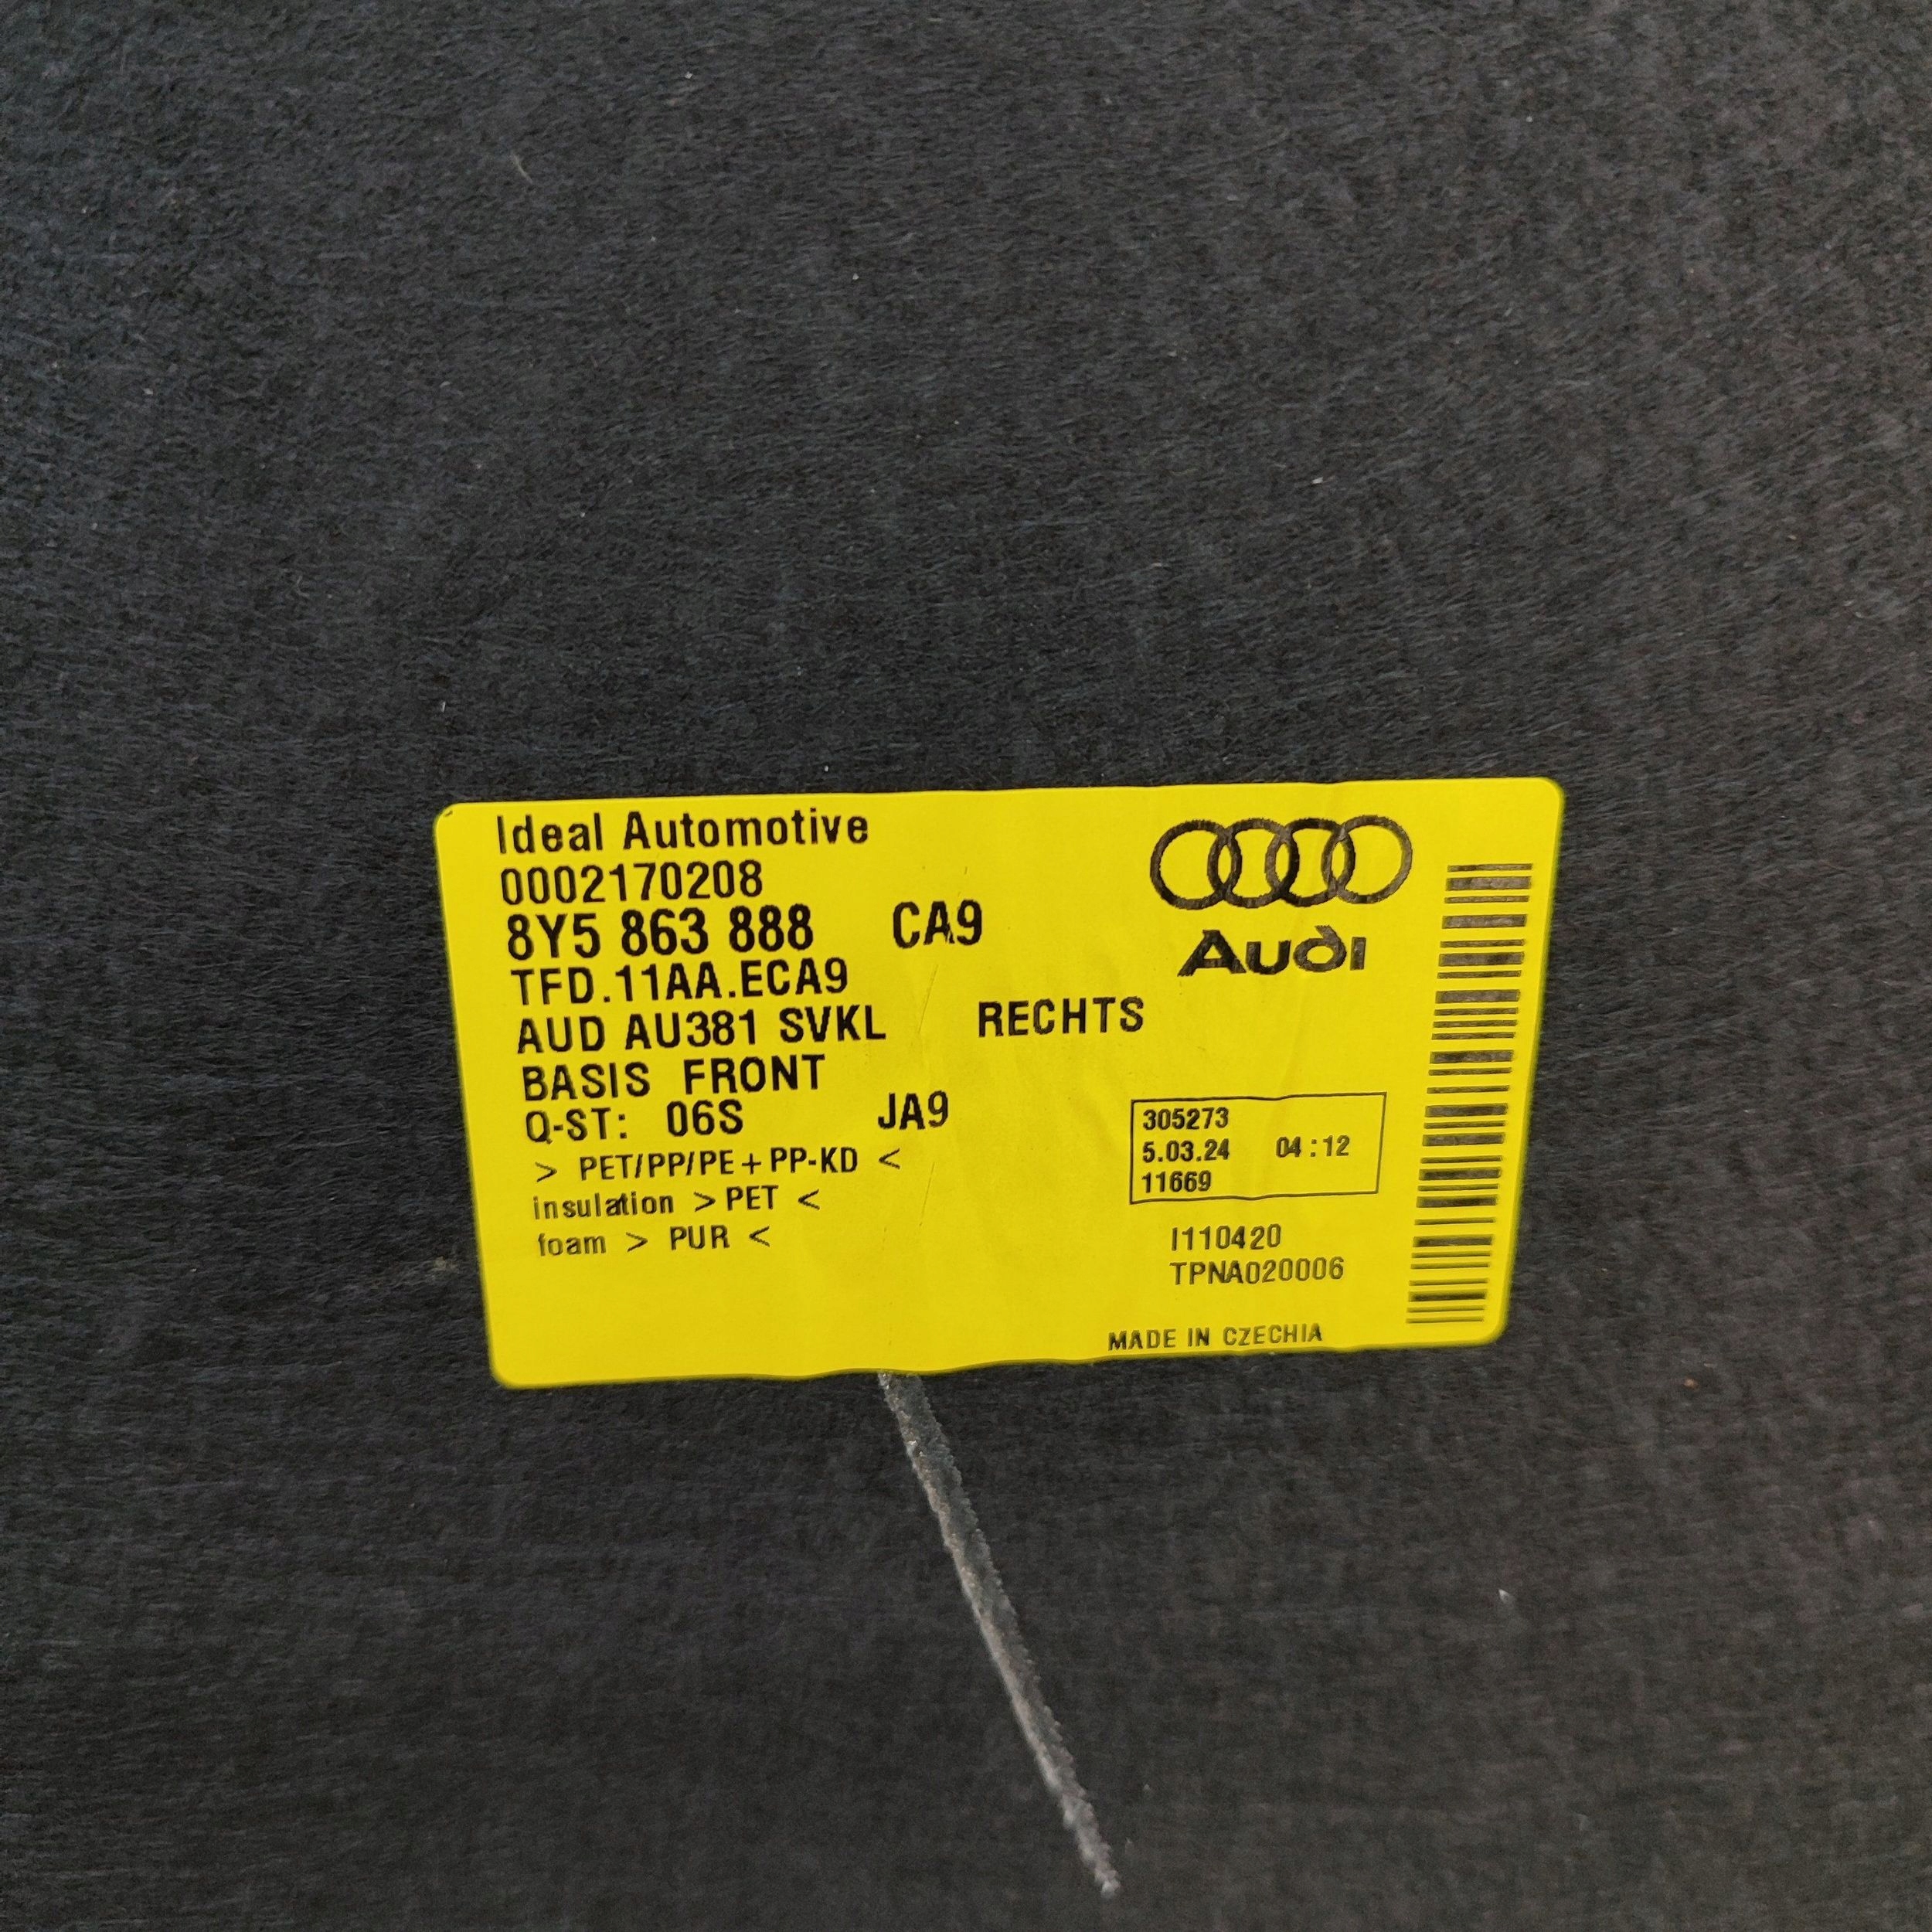 Ideal Automotive
0002170208
8Y5 863 888 CA9
TFD.11AA.ECA9
AUD AU381 SVKL RECHTS
BASIS FRONT
Q-ST: 06S JA9
> PET/PP/PE+PP-KD <
insulation > PET <
foam > PUR <
Audi
305273
5.03.24 04:12
11669
I110420
TPNA020006
MADE IN CZECHIA